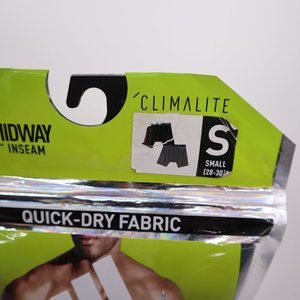 'CLIMALITE
MIDWAY
" INSEAM
S
SMALL
(28-30)
QUICK-DRY FABRIC